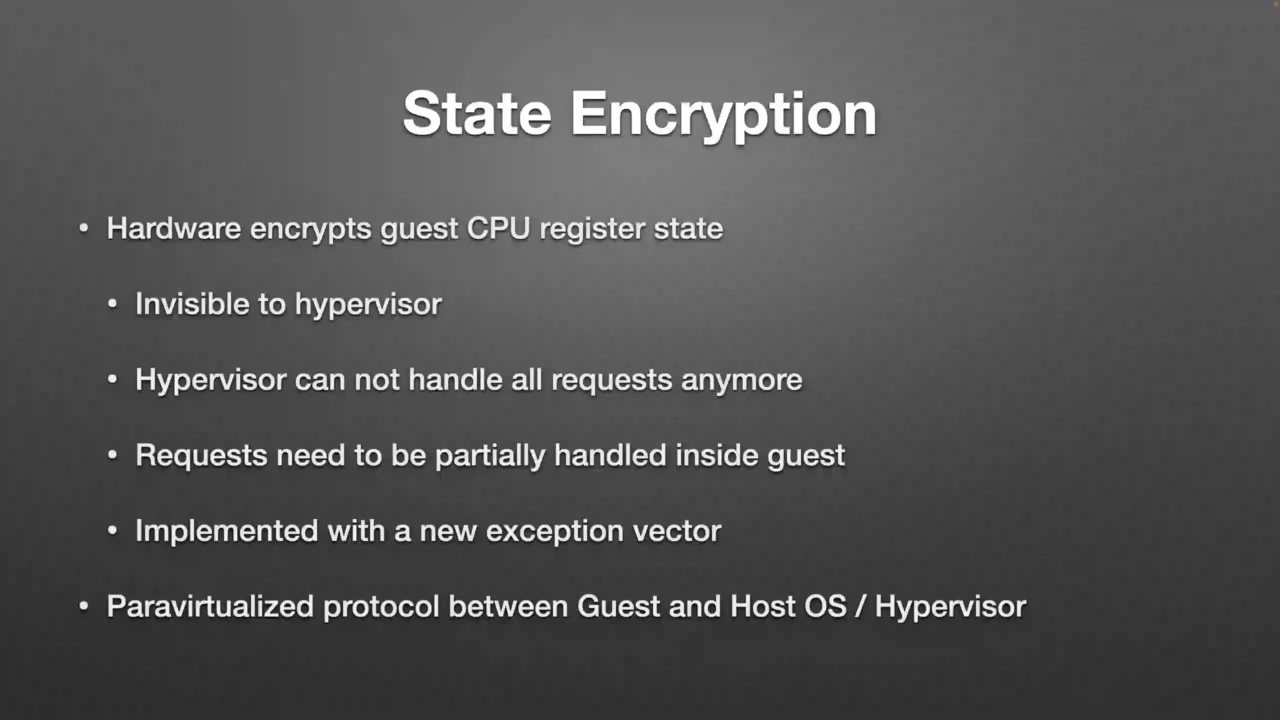 State Encryption
• Hardware encrypts guest CPU register state
• Invisible to hypervisor
• Hypervisor can not handle all requests anymore
• Requests need to be partially handled inside guest
• Implemented with a new exception vector
• Paravirtualized protocol between Guest and Host OS / Hypervisor